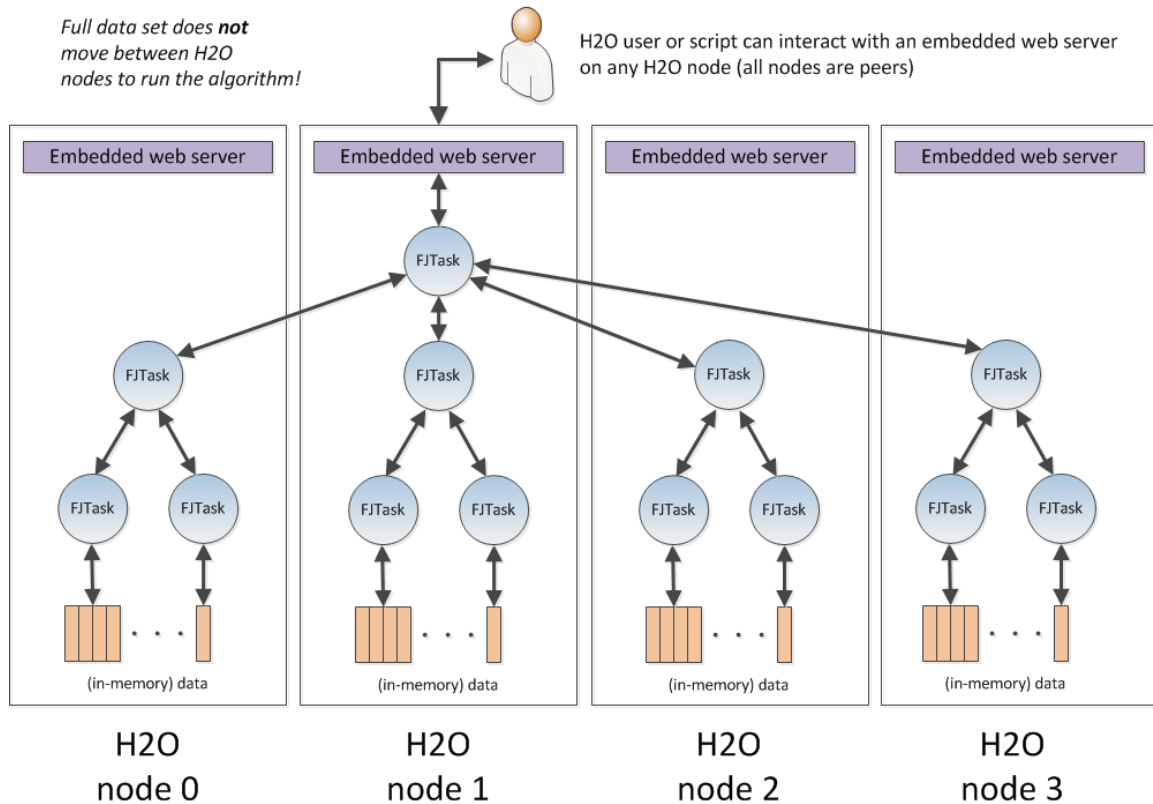 Full data set does not
move between H2O
nodes to run the algorithm!
H2O user or script can interact with an embedded web server
on any H2O node (all nodes are peers)
Embedded web server
Embedded web server
Embedded web server
Embedded web server
FJTask
FJTask
FJTask
FJTask
FJTask
FJTask
FJTask
FJTask
FJTask
FJTask
FJTask
FJTask
FJTask
. . .
. . .
. . .
. . .
(in-memory) data
(in-memory) data
(in-memory) data
(in-memory) data
H2O
node 0
H2O
node 1
H2O
node 2
H2O
node 3